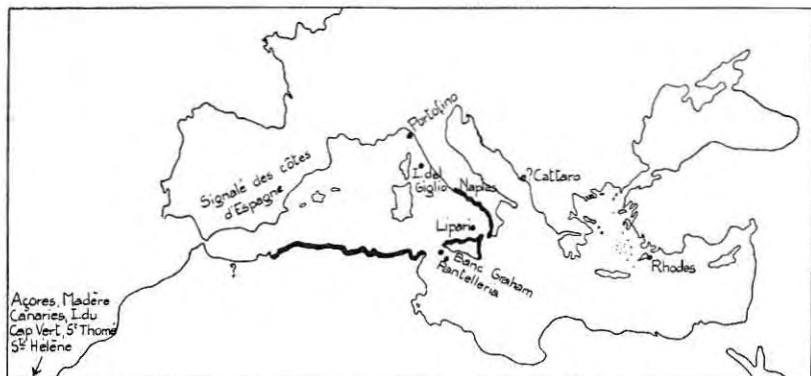 Portofino
Signalé des côtes
d'Espagne
I. del
Giglio
Naples
? Cattaro
Lipari
Banc Graham
Pantelleria
Rhodes
?
Açores, Madère
Canaries, I. du
Cap Vert, St Thomé
Ste Hélène